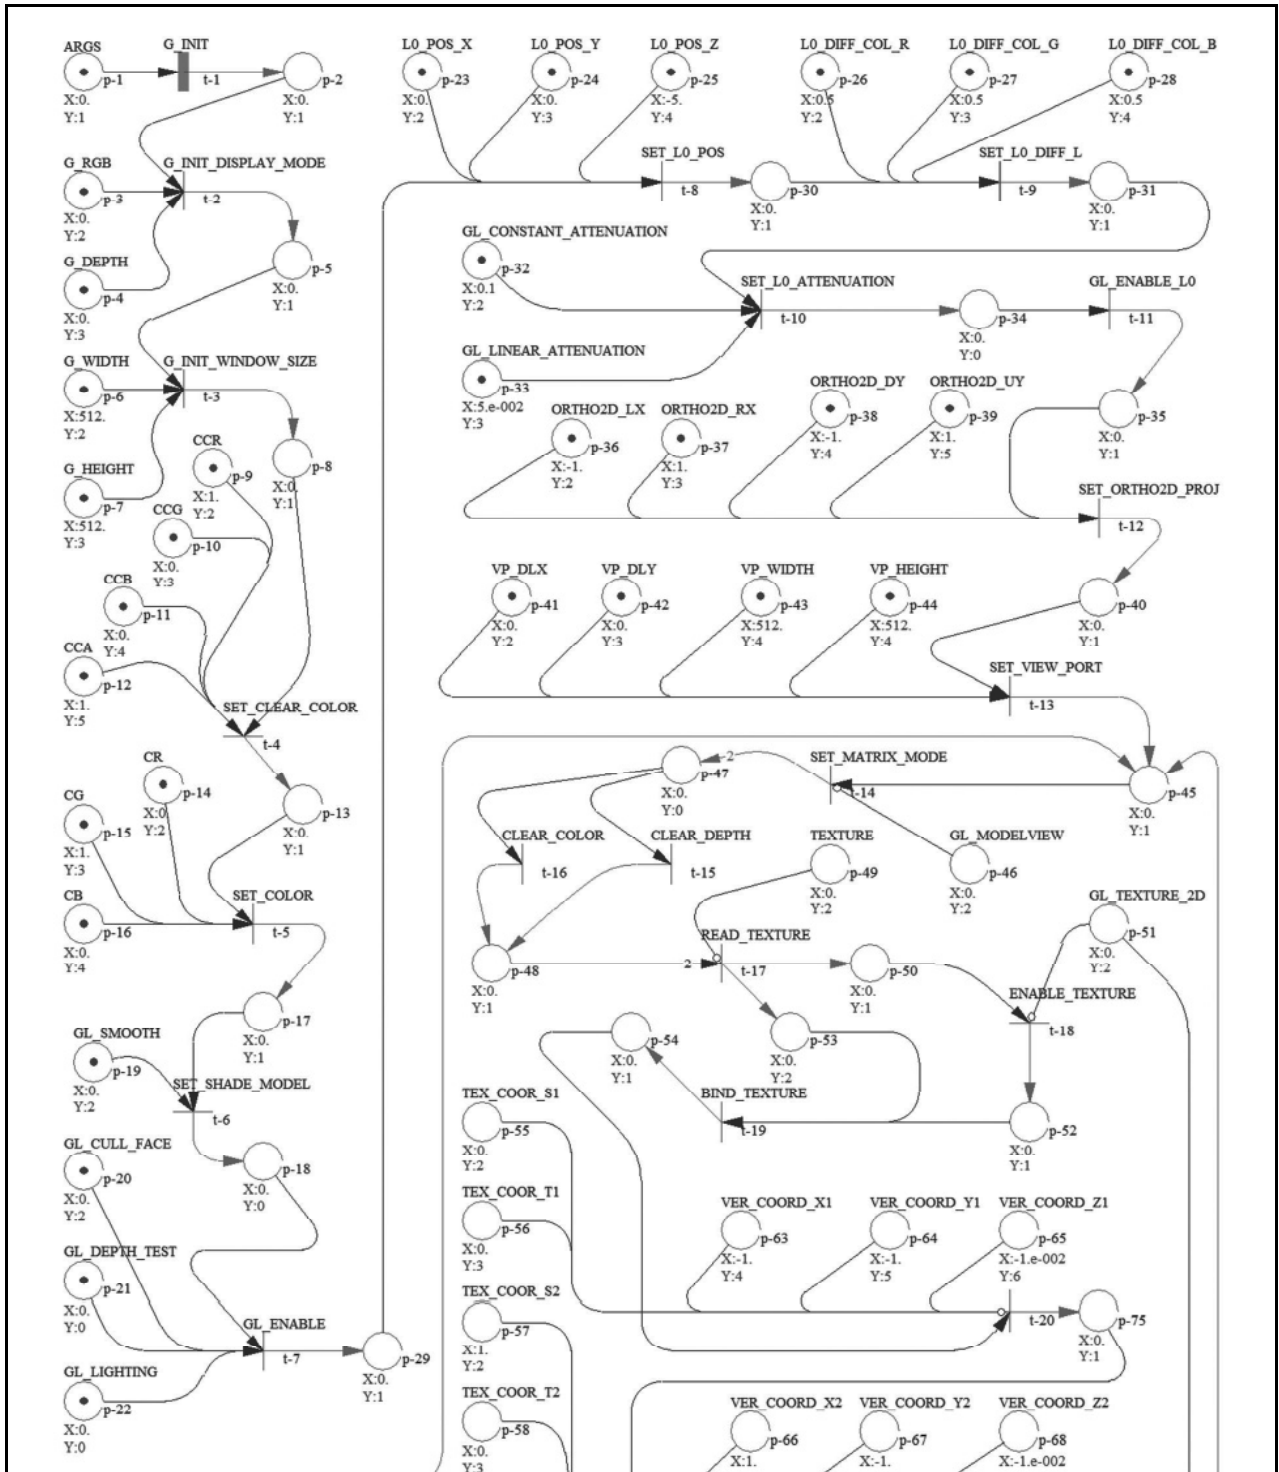 ARGS
p-1
X:0.
Y:1
G_INIT
t-1
p-2
X:0.
Y:1
G_RGB
p-3
X:0.
Y:2
G_INIT_DISPLAY_MODE
t-2
G_DEPTH
p-4
X:0.
Y:3
p-5
X:0.
Y:1
G_WIDTH
p-6
X:512.
Y:2
G_INIT_WINDOW_SIZE
t-3
G_HEIGHT
p-7
X:512.
Y:3
p-8
X:0.
Y:1
CCR
p-9
X:1.
Y:2
CCG
p-10
X:0.
Y:3
CCB
p-11
X:0.
Y:4
CCA
p-12
X:1.
Y:5
SET_CLEAR_COLOR
t-4
p-13
X:0.
Y:1
CR
p-14
X:0.
Y:2
CG
p-15
X:1.
Y:3
CB
p-16
X:0.
Y:4
SET_COLOR
t-5
p-17
X:0.
Y:1
GL_SMOOTH
p-19
X:0.
Y:2
SET_SHADE_MODEL
t-6
p-18
X:0.
Y:0
GL_CULL_FACE
p-20
X:0.
Y:2
GL_DEPTH_TEST
p-21
X:0.
Y:0
GL_LIGHTING
p-22
X:0.
Y:0
GL_ENABLE
t-7
p-29
X:0.
Y:1
L0_POS_X
p-23
X:0.
Y:2
L0_POS_Y
p-24
X:0.
Y:3
L0_POS_Z
p-25
X:-5.
Y:4
L0_DIFF_COL_R
p-26
X:0.5
Y:2
L0_DIFF_COL_G
p-27
X:0.5
Y:3
L0_DIFF_COL_B
p-28
X:0.5
Y:4
SET_L0_POS
t-8
p-30
X:0.
Y:1
SET_L0_DIFF_L
t-9
p-31
X:0.
Y:1
GL_CONSTANT_ATTENUATION
p-32
X:0.1
Y:2
SET_L0_ATTENUATION
t-10
p-34
X:0.
Y:0
GL_ENABLE_L0
t-11
GL_LINEAR_ATTENUATION
p-33
X:5.e-002
Y:3
p-35
X:0.
Y:1
ORTHO2D_LX
p-36
X:-1.
Y:2
ORTHO2D_RX
p-37
X:1.
Y:3
ORTHO2D_DY
p-38
X:-1.
Y:4
ORTHO2D_UY
p-39
X:1.
Y:5
SET_ORTHO2D_PROJ
t-12
p-40
X:0.
Y:1
VP_DLX
p-41
X:0.
Y:2
VP_DLY
p-42
X:0.
Y:3
VP_WIDTH
p-43
X:512.
Y:4
VP_HEIGHT
p-44
X:512.
Y:4
SET_VIEW_PORT
t-13
p-45
X:0.
Y:1
SET_MATRIX_MODE
t-14
2
p-47
X:0.
Y:0
GL_MODELVIEW
p-46
X:0.
Y:2
CLEAR_COLOR
t-16
CLEAR_DEPTH
t-15
TEXTURE
p-49
X:0.
Y:2
GL_TEXTURE_2D
p-51
X:0.
Y:2
p-48
X:0.
Y:1
2
READ_TEXTURE
t-17
p-50
X:0.
Y:1
ENABLE_TEXTURE
t-18
p-54
X:0.
Y:1
p-53
X:0.
Y:2
BIND_TEXTURE
t-19
p-52
X:0.
Y:1
TEX_COOR_S1
p-55
X:0.
Y:2
TEX_COOR_T1
p-56
X:0.
Y:3
VER_COORD_X1
p-63
X:-1.
Y:4
VER_COORD_Y1
p-64
X:-1.
Y:5
VER_COORD_Z1
p-65
X:-1.e-002
Y:6
TEX_COOR_S2
p-57
X:1.
Y:2
t-20
p-75
X:0.
Y:1
TEX_COOR_T2
p-58
X:0.
Y:3
VER_COORD_X2
p-66
X:1.
VER_COORD_Y2
p-67
X:-1.
VER_COORD_Z2
p-68
X:-1.e-002